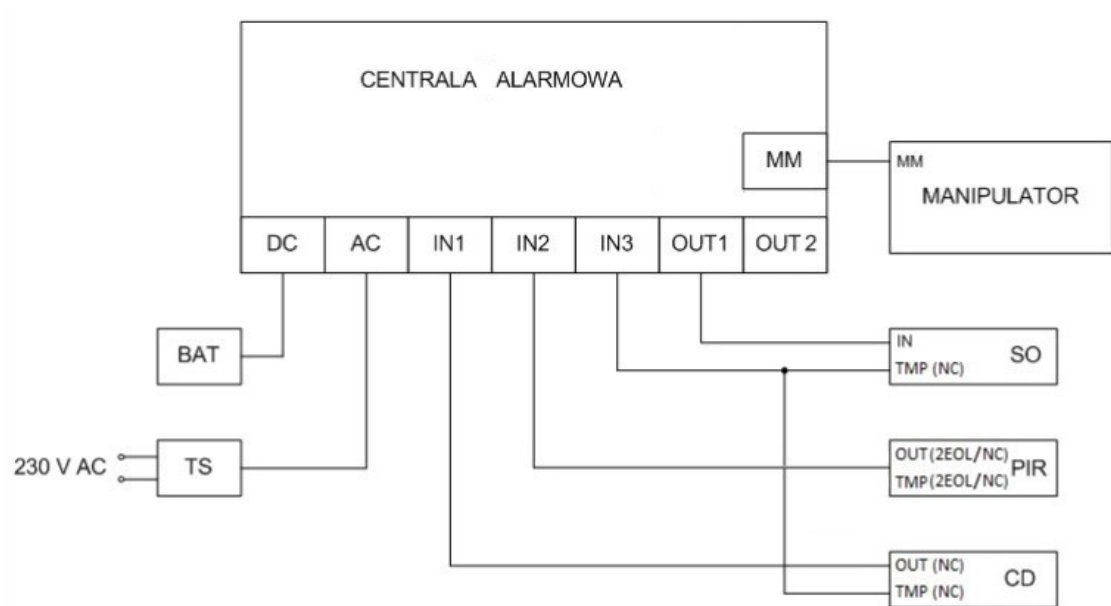 CENTRALA ALARMOWA
MM
MM
MANIPULATOR
DC AC IN1 IN2 IN3 OUT1 OUT 2
BAT
IN
SO
TMP (NC)
230 V AC
TS
OUT (2EOL/NC)
PIR
TMP (2EOL/NC)
OUT (NC)
CD
TMP (NC)